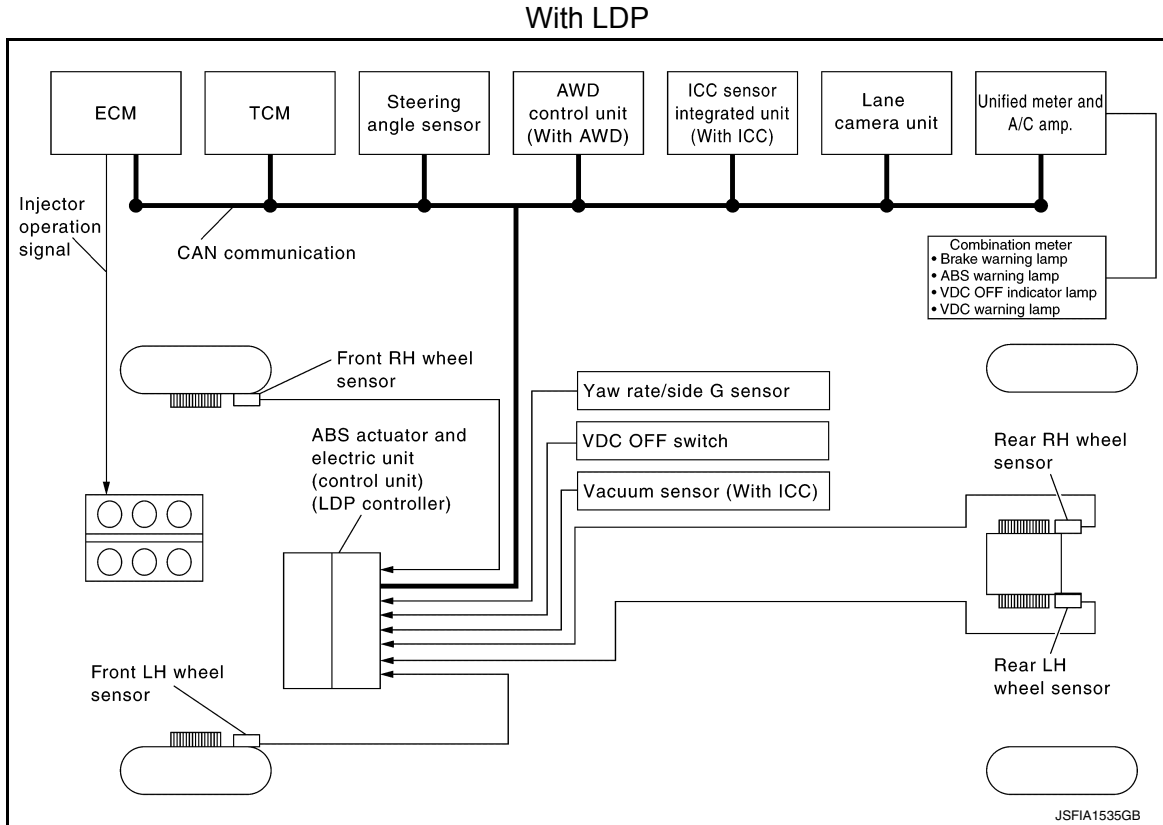 With LDP
ECM
TCM
Steering
angle sensor
AWD
control unit
(With AWD)
ICC sensor
integrated unit
(With ICC)
Lane
camera unit
Unified meter and
A/C amp.
Injector
operation
signal
CAN communication
Combination meter
• Brake warning lamp
• ABS warning lamp
• VDC OFF indicator lamp
• VDC warning lamp
Front RH wheel
sensor
ABS actuator and
electric unit
(control unit)
(LDP controller)
Yaw rate/side G sensor
VDC OFF switch
Vacuum sensor (With ICC)
Rear RH wheel
sensor
Front LH wheel
sensor
Rear LH
wheel sensor
JSFIA1535GB